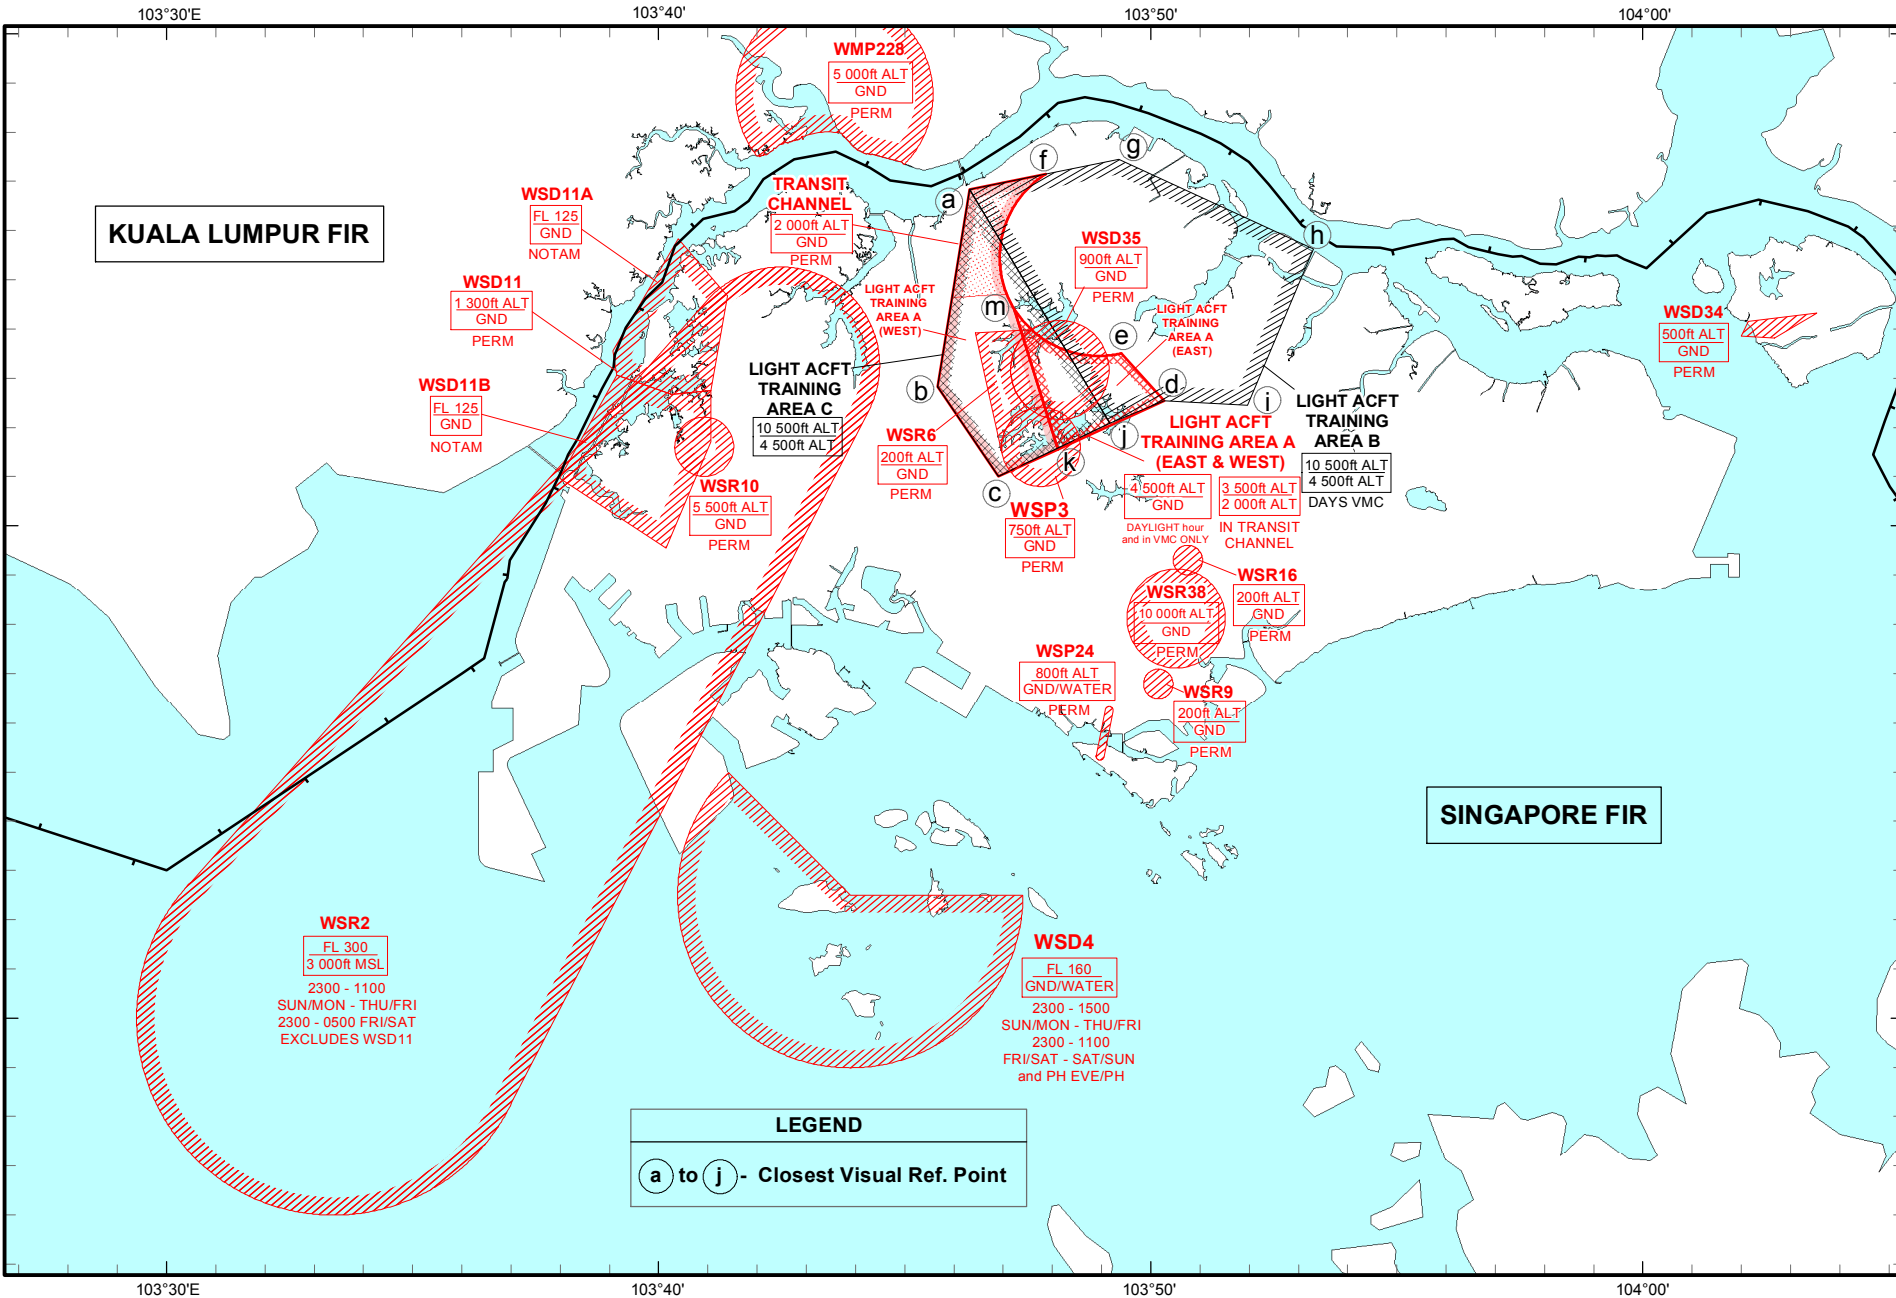 103°30'E
103°40'
103°50'
104°00'
WMP228
5 000ft ALT
GND
PERM
KUALA LUMPUR FIR
WSD11A
FL 125
GND
NOTAM
TRANSIT
CHANNEL
2 000ft ALT
GND
PERM
a
f
g
h
WSD11
1 300ft ALT
GND
PERM
LIGHT ACFT
TRAINING
AREA A
(WEST)
m
WSD35
900ft ALT
GND
PERM
e
LIGHT ACFT
TRAINING
AREA A
(EAST)
WSD34
500ft ALT
GND
PERM
WSD11B
FL 125
GND
NOTAM
LIGHT ACFT
TRAINING
AREA C
10 500ft ALT
4 500ft ALT
b
d
i
j
k
c
WSR6
200ft ALT
GND
PERM
LIGHT ACFT
TRAINING AREA A
(EAST & WEST)
4 500ft ALT
GND
DAYLIGHT hour
and in VMC ONLY
3 500ft ALT
2 000ft ALT
IN TRANSIT
CHANNEL
LIGHT ACFT
TRAINING
AREA B
10 500ft ALT
4 500ft ALT
DAYS VMC
WSR10
5 500ft ALT
GND
PERM
WSP3
750ft ALT
GND
PERM
WSR16
200ft ALT
GND
PERM
WSR38
10 000ft ALT
GND
PERM
WSP24
800ft ALT
GND/WATER
PERM
WSR9
200ft ALT
GND
PERM
SINGAPORE FIR
WSR2
FL 300
3 000ft MSL
2300 - 1100
SUN/MON - THU/FRI
2300 - 0500 FRI/SAT
EXCLUDES WSD11
WSD4
FL 160
GND/WATER
2300 - 1500
SUN/MON - THU/FRI
2300 - 1100
FRI/SAT - SAT/SUN
and PH EVE/PH
LEGEND
a to j - Closest Visual Ref. Point
103°30'E
103°40'
103°50'
104°00'